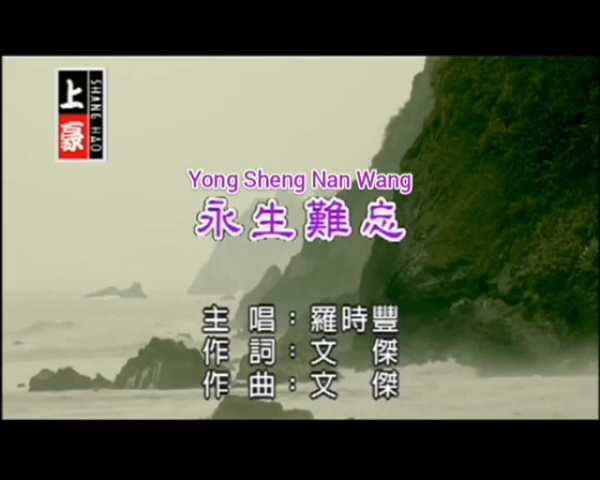 上豪
SHANG HAO
Yong Sheng Nan Wang
永生難忘
主 唱：羅時豐
作 詞：文 傑
作 曲：文 傑